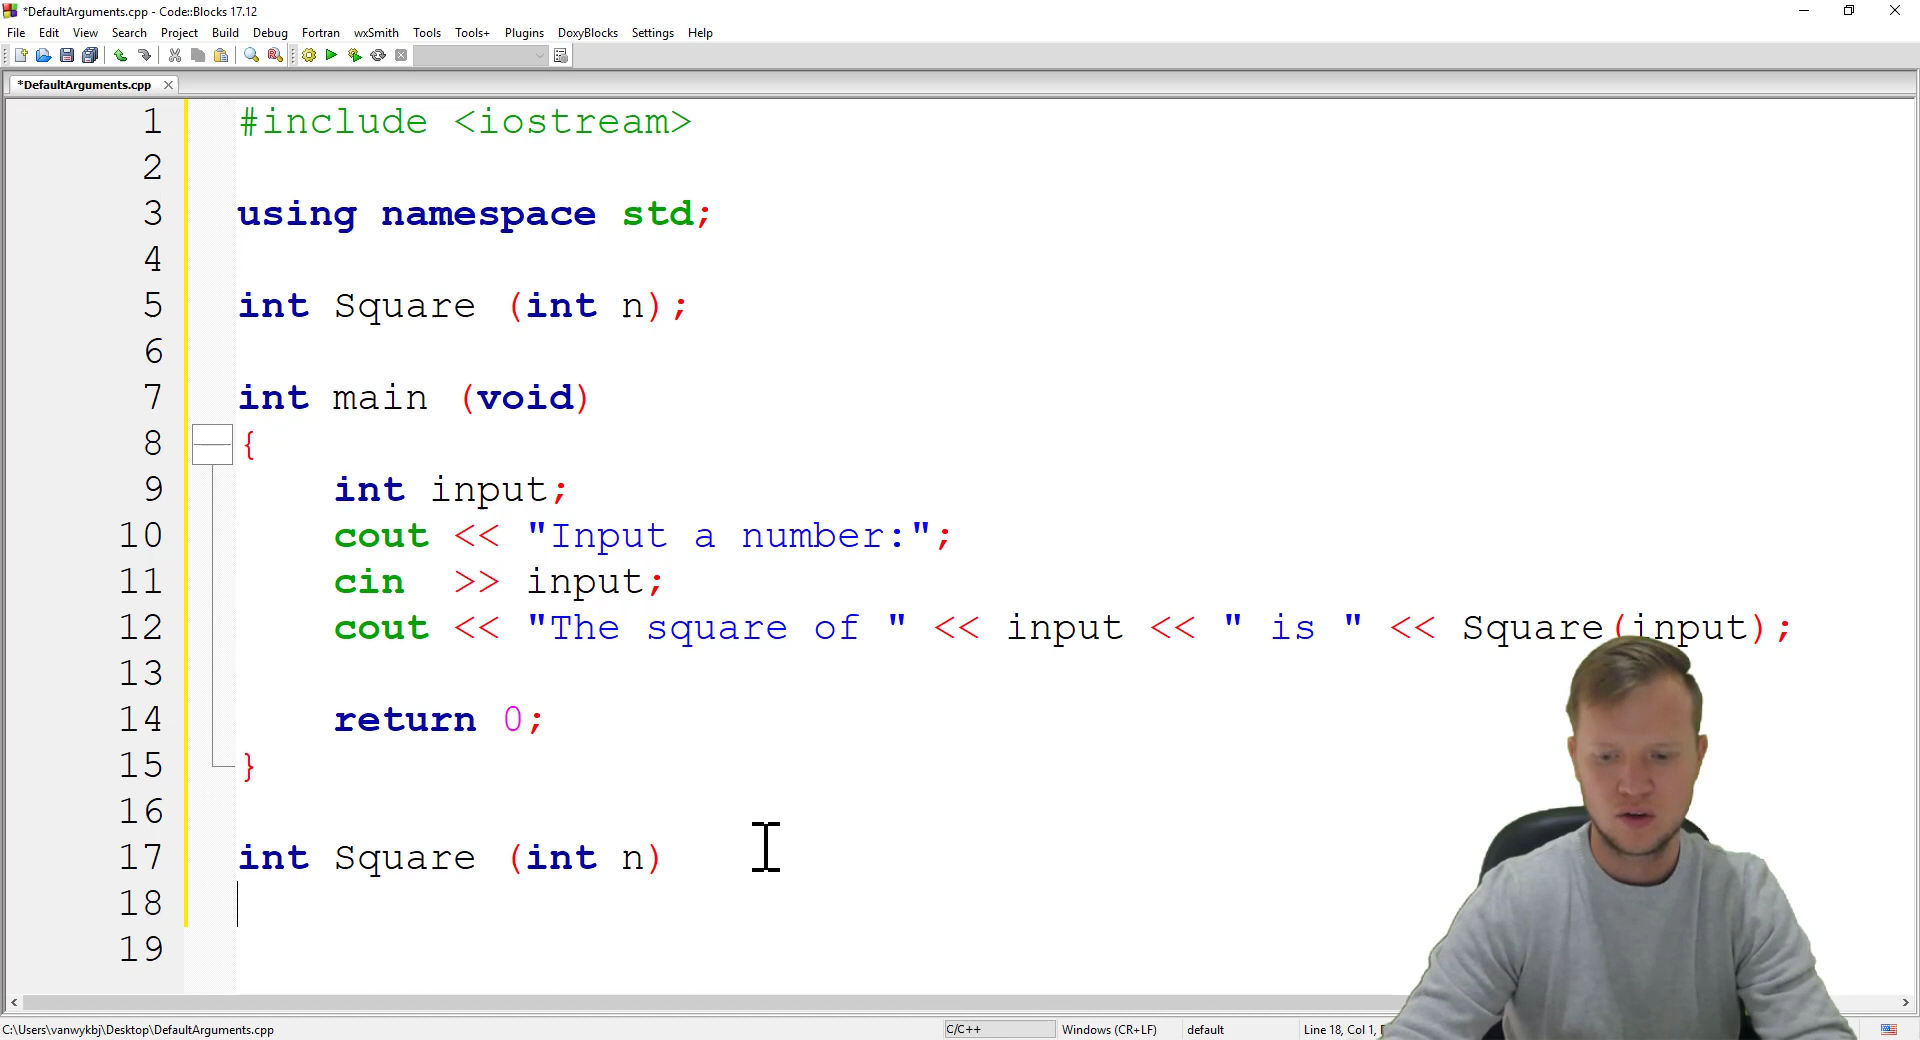 *DefaultArguments.cpp - Code::Blocks 17.12
File Edit View Search Project Build Debug Fortran wxSmith Tools Tools+ Plugins DoxyBlocks Settings Help
*DefaultArguments.cpp
1 #include <iostream>
2
3 using namespace std;
4
5 int Square (int n);
6
7 int main (void)
8 {
9 int input;
10 cout << "Input a number:";
11 cin >> input;
12 cout << "The square of " << input << " is " << Square(input);
13
14 return 0;
15 }
16
17 int Square (int n)
18
19
C:\Users\vanwykbj\Desktop\DefaultArguments.cpp C/C++ Windows (CR+LF) default Line 18, Col 1,